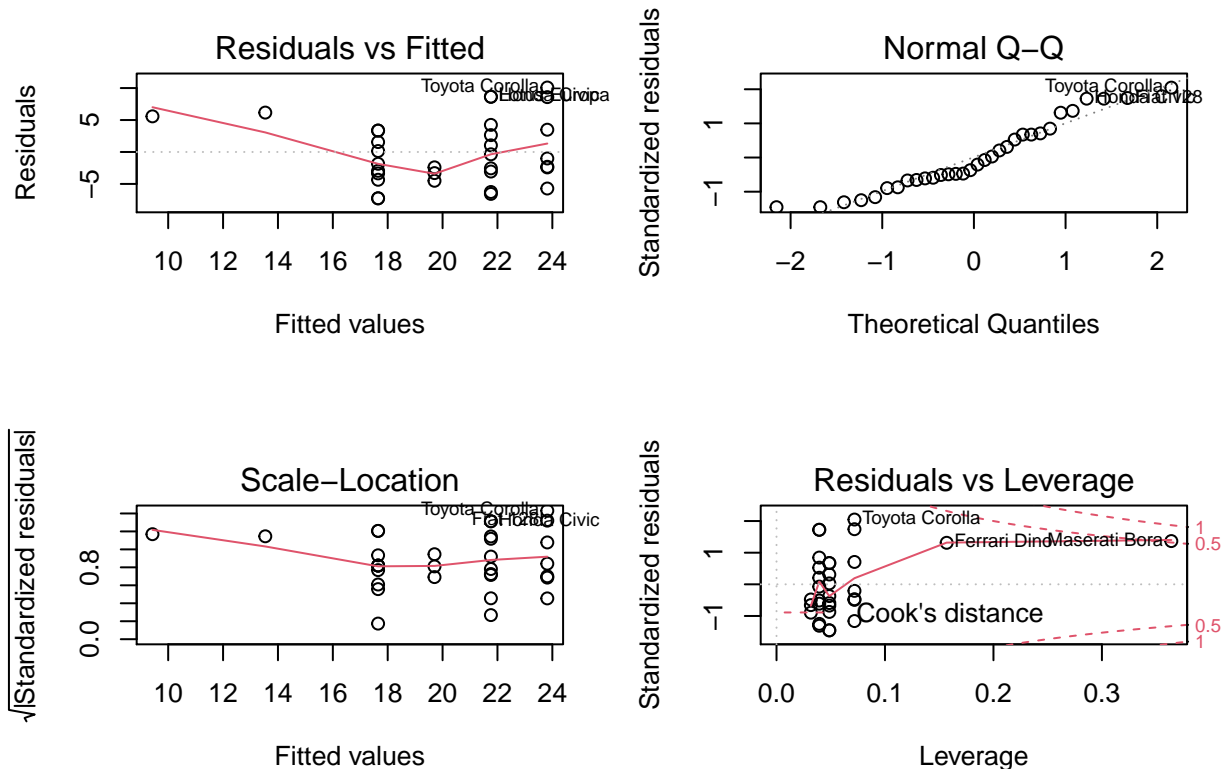 Residuals vs Fitted
Residuals
5
−5
Toyota Corolla
10 12 14 16 18 20 22 24
Fitted values
Normal Q−Q
Standardized residuals
1
−1
Toyota Corolla
−2 −1 0 1 2
Theoretical Quantiles
Scale−Location
√|Standardized residuals|
0.8
0.0
Toyota Corolla
Honda Civic
10 12 14 16 18 20 22 24
Fitted values
Residuals vs Leverage
Standardized residuals
1
−1
Toyota Corolla
Ferrari Dino
Maserati Bora
Cook's distance
1
0.5
0.5
1
0.0 0.1 0.2 0.3
Leverage